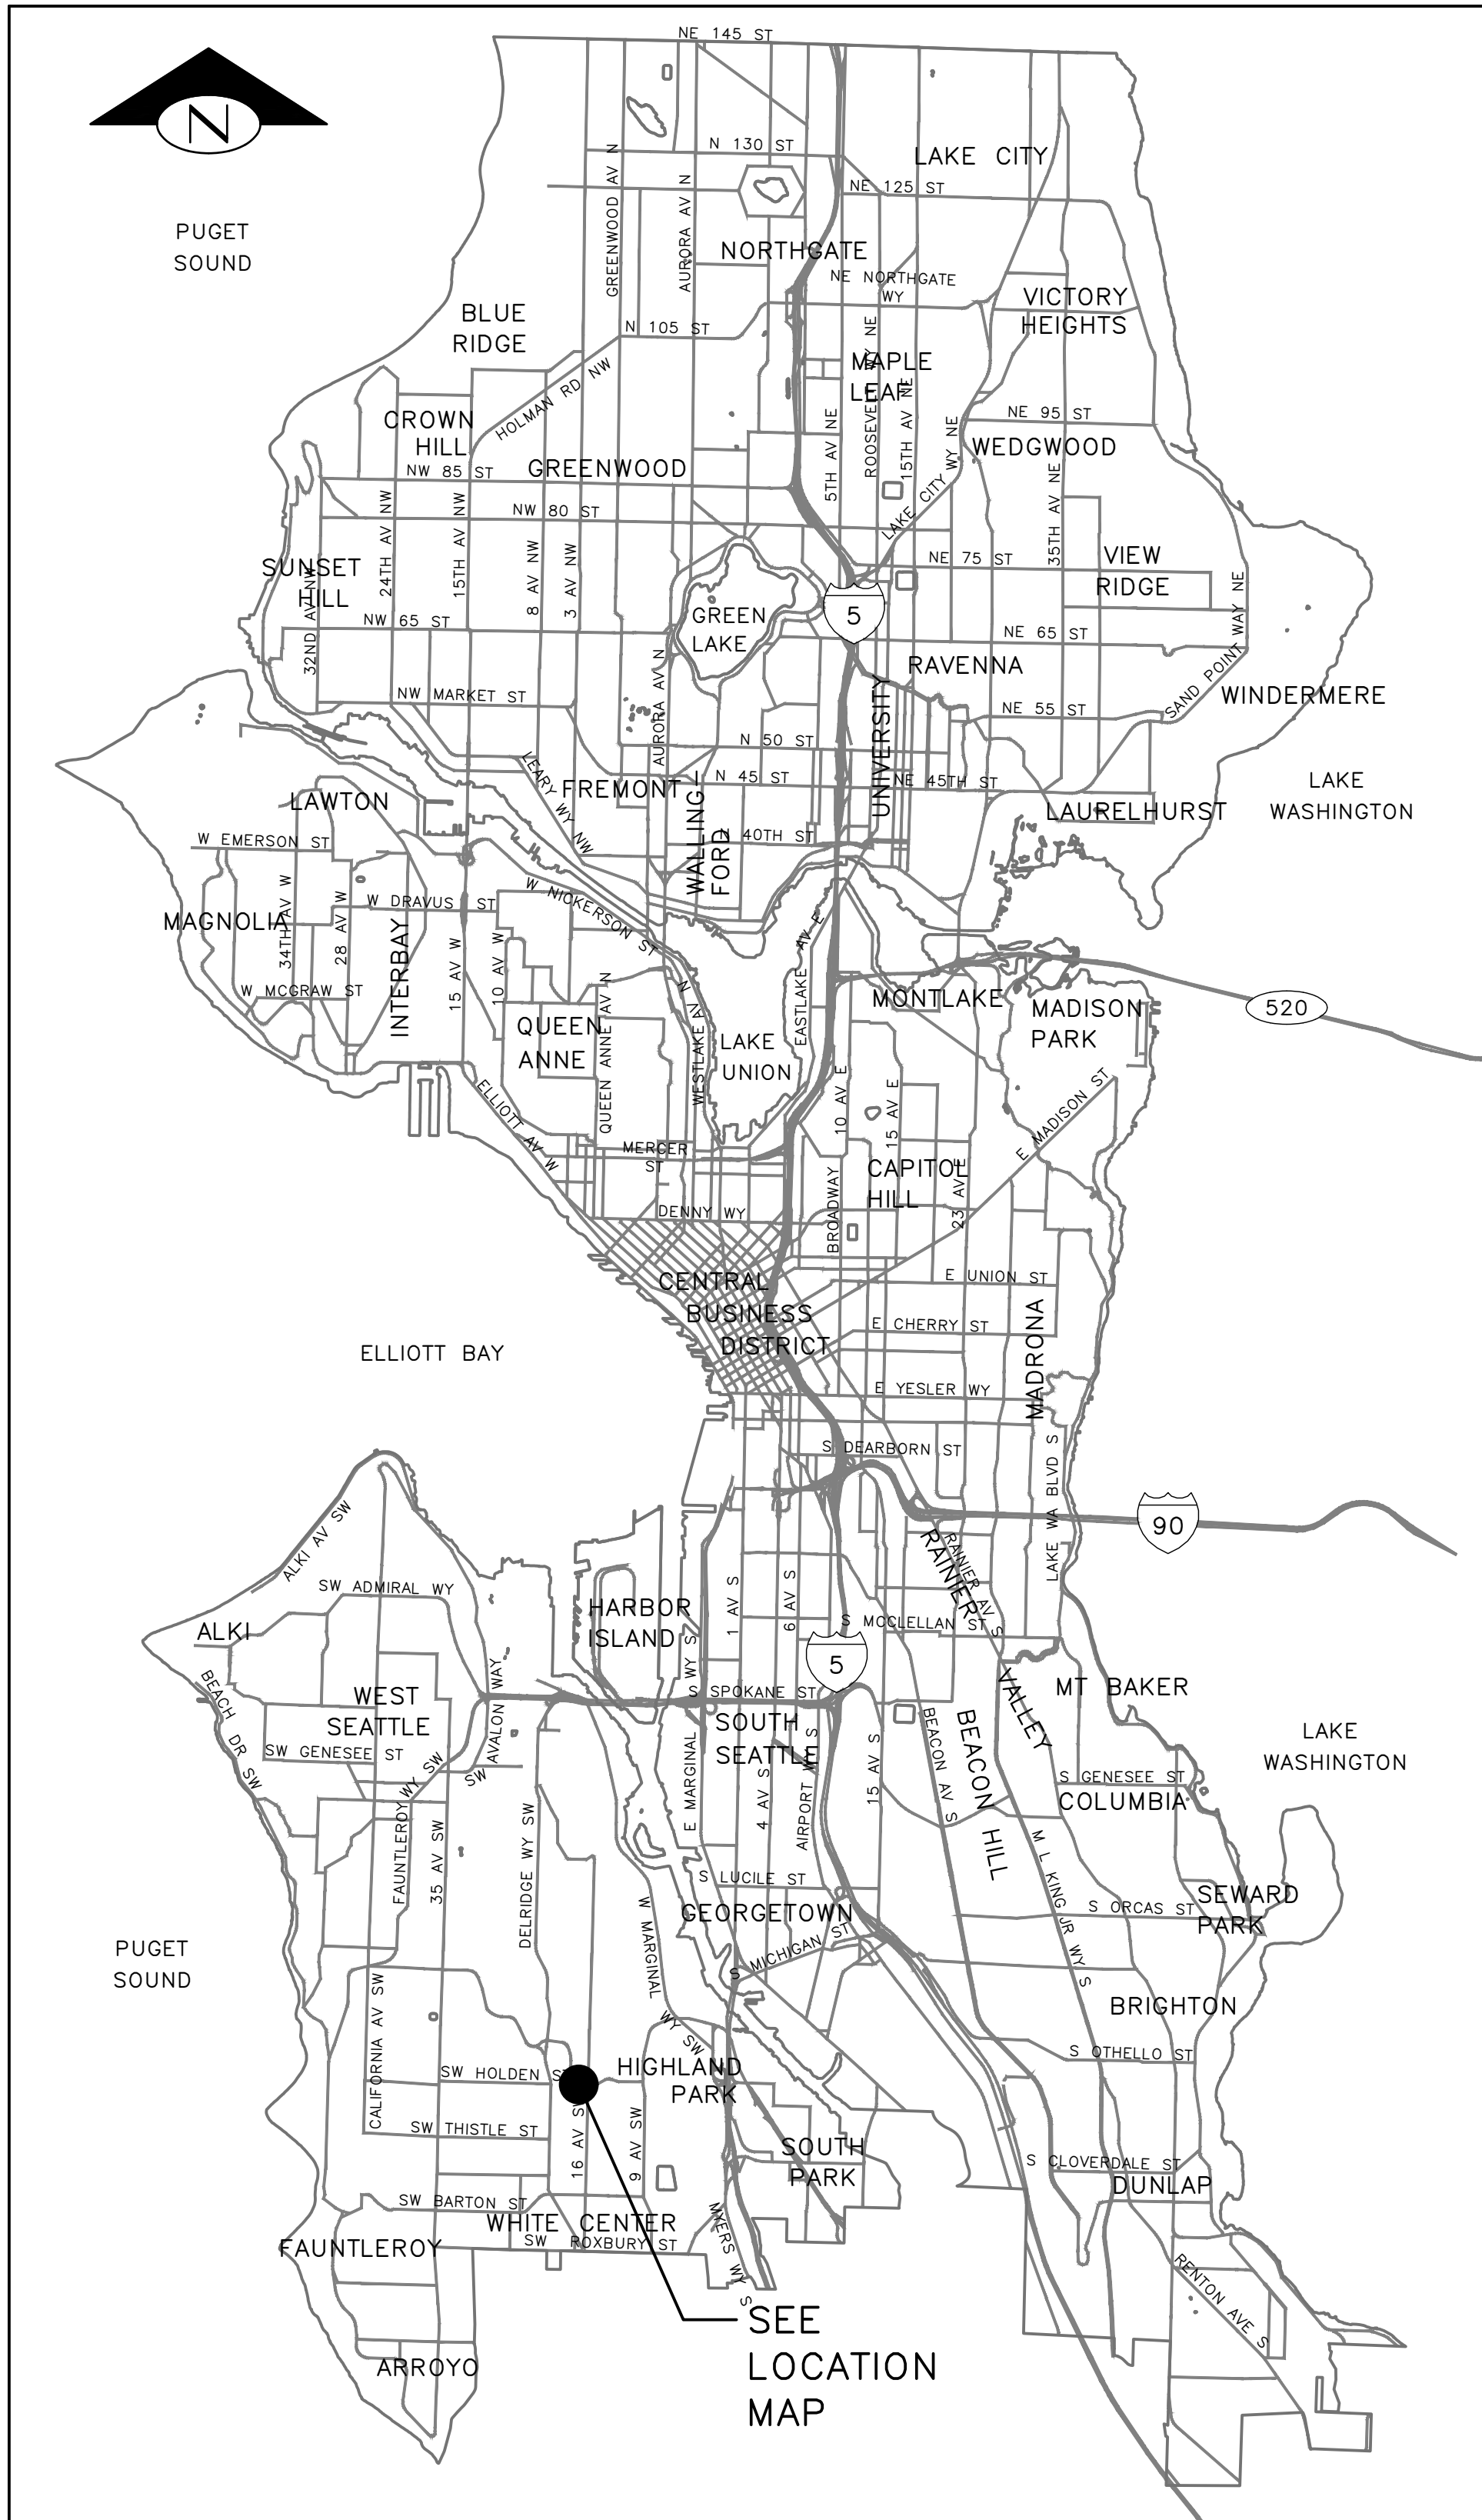 NE 145 ST
N
N 130 ST
LAKE CITY
NE 125 ST
GREENWOOD AV N
AURORA AV N
PUGET
SOUND
NORTHGATE
NE NORTHGATE
WY
VICTORY
HEIGHTS
BLUE
RIDGE
N 105 ST
MAPLE
LEAF
ROOSEVELT WY NE
HOLMAN RD NW
CROWN
HILL
5TH AV NE
15TH AV NE
NE 95 ST
WEDGWOOD
NW 85 ST
GREENWOOD
LAKE CITY WY NE
35TH AV NE
NW 80 ST
24TH AV NW
15TH AV NW
8 AV NW
3 AV NW
NE 75 ST
VIEW
RIDGE
SUNSET
HILL
32ND AV NW
GREEN
LAKE
5
NW 65 ST
NE 65 ST
RAVENNA
SAND POINT WAY NE
WINDERMERE
NW MARKET ST
AURORA AV N
NE 55 ST
UNIVERSITY
N 50 ST
LEARY WY NW
FREMONT
N 45 ST
NE 45TH ST
LAKE
WASHINGTON
LAWTON
WALLING-
FORD
LAURELHURST
W EMERSON ST
N 40TH ST
W DRAVUS ST
W NICKERSON ST
MAGNOLIA
34TH AV W
28 AV W
INTERBAY
15 AV W
10 AV W
EASTLAKE AV E
W MCGRAW ST
QUEEN
ANNE
QUEEN ANNE AV N
WESTLAKE AV N
MONTLAKE
MADISON
PARK
520
LAKE
UNION
10 AV E
15 AV E
ELLIOTT AV W
MERCER
ST
E MADISON ST
CAPITOL
HILL
23 AV E
BROADWAY
DENNY WY
CENTRAL
BUSINESS
DISTRICT
E UNION ST
E CHERRY ST
MADRONA
ELLIOTT BAY
E YESLER WY
S DEARBORN ST
LAKE WA BLVD S
90
ALKI AV SW
SW ADMIRAL WY
HARBOR
ISLAND
1 AV S
6 AV S
RAINIER
VALLEY
RAINIER AV S
S MCCLELLAN ST
ALKI
5
BEACH DR SW
WEST
SEATTLE
AVALON WAY
SW
S SPOKANE ST
SOUTH
SEATTLE
MT BAKER
SW GENESEE ST
E MARGINAL WY S
BEACON AV S
BEACON
HILL
LAKE
WASHINGTON
FAUNTLEROY WY SW
35 AV SW
DELRIDGE WY SW
4 AV S
AIRPORT WY S
15 AV S
S GENESEE ST
COLUMBIA
M L KING JR WY S
S LUCILE ST
GEORGETOWN
W MARGINAL WY SW
S MICHIGAN ST
SEWARD
PARK
S ORCAS ST
PUGET
SOUND
CALIFORNIA AV SW
BRIGHTON
S OTHELLO ST
SW HOLDEN ST
HIGHLAND
PARK
SW THISTLE ST
16 AV SW
9 AV SW
SOUTH
PARK
S CLOVERDALE ST
DUNLAP
SW BARTON ST
WHITE CENTER
MYERS WY S
FAUNTLEROY
SW ROXBURY ST
RENTON AVE S
SEE
LOCATION
MAP
ARROYO